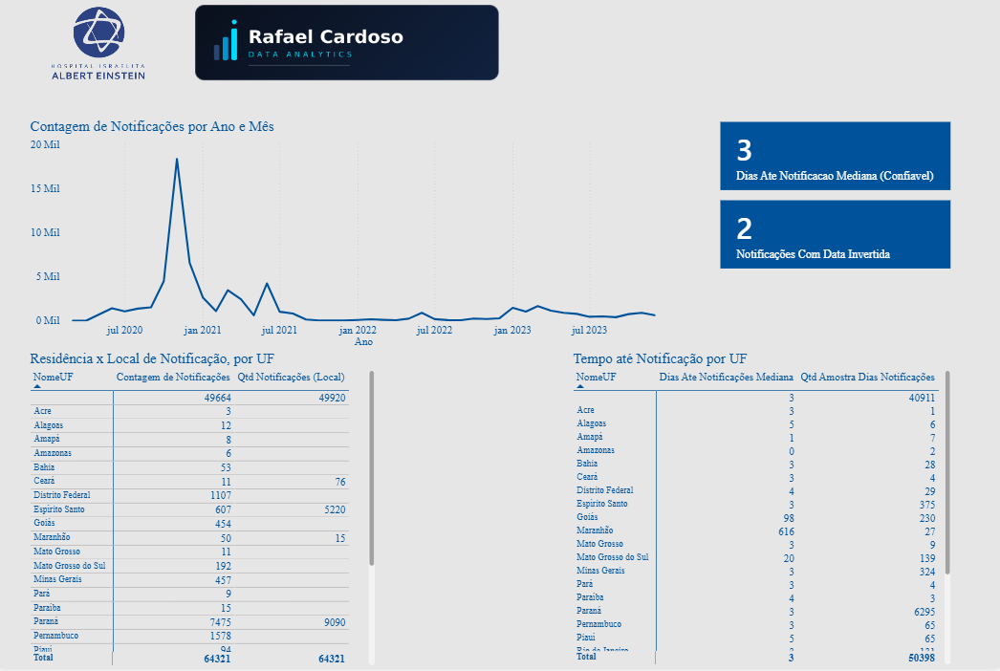 HOSPITAL ISRAELITA
ALBERT EINSTEIN
Rafael Cardoso
DATA ANALYTICS
Contagem de Notificações por Ano e Mês
20 Mil
15 Mil
10 Mil
5 Mil
0 Mil
jul 2020 jan 2021 jul 2021 jan 2022 jul 2022 jan 2023 jul 2023
Ano
3
Dias Ate Notificacao Mediana (Confiavel)
2
Notificações Com Data Invertida
Residência x Local de Notificação, por UF
NomeUF Contagem de Notificações Qtd Notificações (Local)
49664 49920
Acre 3
Alagoas 12
Amapá 8
Amazonas 6
Bahia 53
Ceará 11 76
Distrito Federal 1107
Espírito Santo 607 5220
Goiás 454
Maranhão 50 15
Mato Grosso 11
Mato Grosso do Sul 192
Minas Gerais 457
Pará 9
Paraíba 15
Paraná 7475 9090
Pernambuco 1578
Piauí 94
Total 64321 64321
Tempo até Notificação por UF
NomeUF Dias Ate Notificações Mediana Qtd Amostra Dias Notificações
3 40911
Acre 3 1
Alagoas 5 6
Amapá 1 7
Amazonas 0 2
Bahia 3 28
Ceará 3 4
Distrito Federal 4 29
Espírito Santo 3 375
Goiás 98 230
Maranhão 616 27
Mato Grosso 3 9
Mato Grosso do Sul 20 139
Minas Gerais 3 324
Pará 3 4
Paraíba 4 3
Paraná 3 6295
Pernambuco 3 65
Piauí 5 65
Rio de Janeiro
Total 3 50398